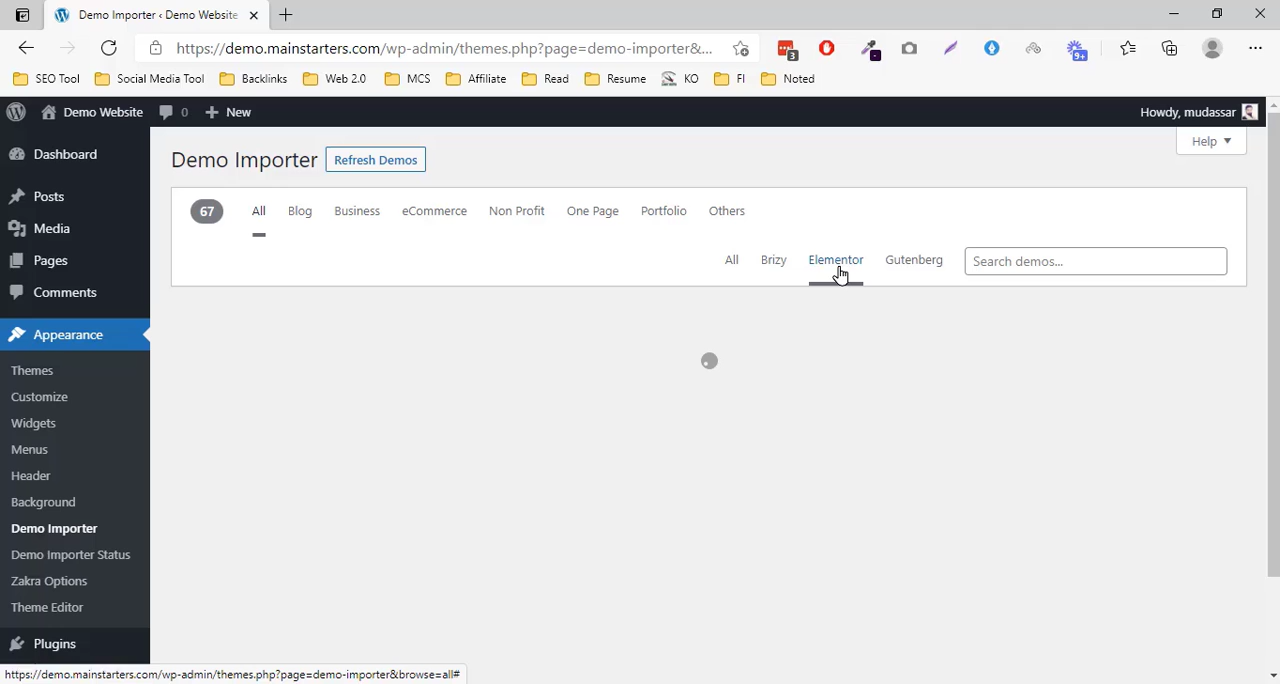 Demo Importer ‹ Demo Website
https://demo.mainstarters.com/wp-admin/themes.php?page=demo-importer&...
3
9+
SEO Tool Social Media Tool Backlinks Web 2.0 MCS Affiliate Read Resume KO FI Noted
Demo Website 0 New Howdy, mudassar
Help
Demo Importer Refresh Demos
67 All Blog Business eCommerce Non Profit One Page Portfolio Others
All Brizy Elementor Gutenberg Search demos...
Dashboard
Posts
Media
Pages
Comments
Appearance
Themes
Customize
Widgets
Menus
Header
Background
Demo Importer
Demo Importer Status
Zakra Options
Theme Editor
Plugins
https://demo.mainstarters.com/wp-admin/themes.php?page=demo-importer&browse=all#